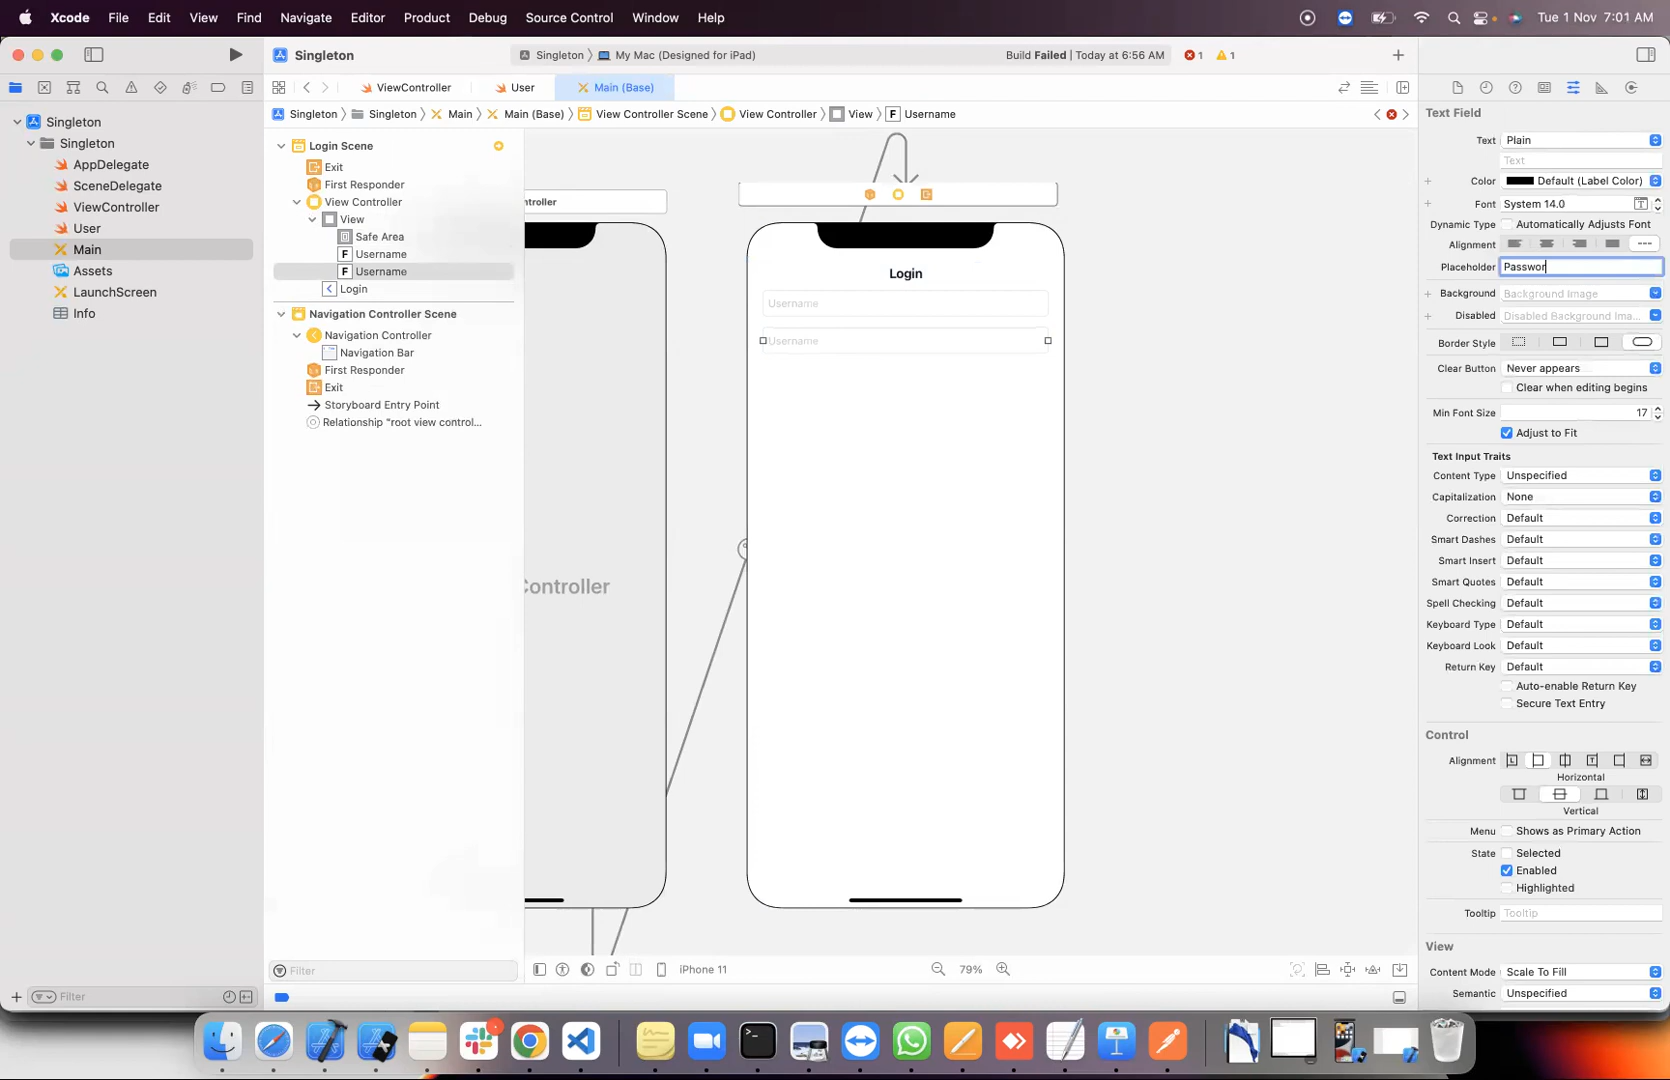 Xcode File Edit View Find Navigate Editor Product Debug Source Control Window Help
Tue 1 Nov 7:01 AM
Singleton
Singleton
My Mac (Designed for iPad)
Build Failed | Today at 6:56 AM
1
1
ViewController
User
Main (Base)
Singleton
Singleton
Main
Main (Base)
View Controller Scene
View Controller
View
F Username
Singleton
Singleton
AppDelegate
SceneDelegate
ViewController
User
Main
Assets
LaunchScreen
Info
Filter
Login Scene
Exit
First Responder
View Controller
View
Safe Area
F Username
F Username
Login
Navigation Controller Scene
Navigation Controller
Navigation Bar
First Responder
Exit
Storyboard Entry Point
Relationship "root view control...
Filter
ntroller
Controller
Login
Username
Username
iPhone 11
79%
Text Field
Text Plain
Text
Color Default (Label Color)
Font System 14.0
Dynamic Type Automatically Adjusts Font
Alignment
Placeholder Passwor
Background Background Image
Disabled Disabled Background Ima...
Border Style
Clear Button Never appears
Clear when editing begins
Min Font Size 17
Adjust to Fit
Text Input Traits
Content Type Unspecified
Capitalization None
Correction Default
Smart Dashes Default
Smart Insert Default
Smart Quotes Default
Spell Checking Default
Keyboard Type Default
Keyboard Look Default
Return Key Default
Auto-enable Return Key
Secure Text Entry
Control
Alignment
Horizontal
Vertical
Menu Shows as Primary Action
State Selected
Enabled
Highlighted
Tooltip Tooltip
View
Content Mode Scale To Fill
Semantic Unspecified